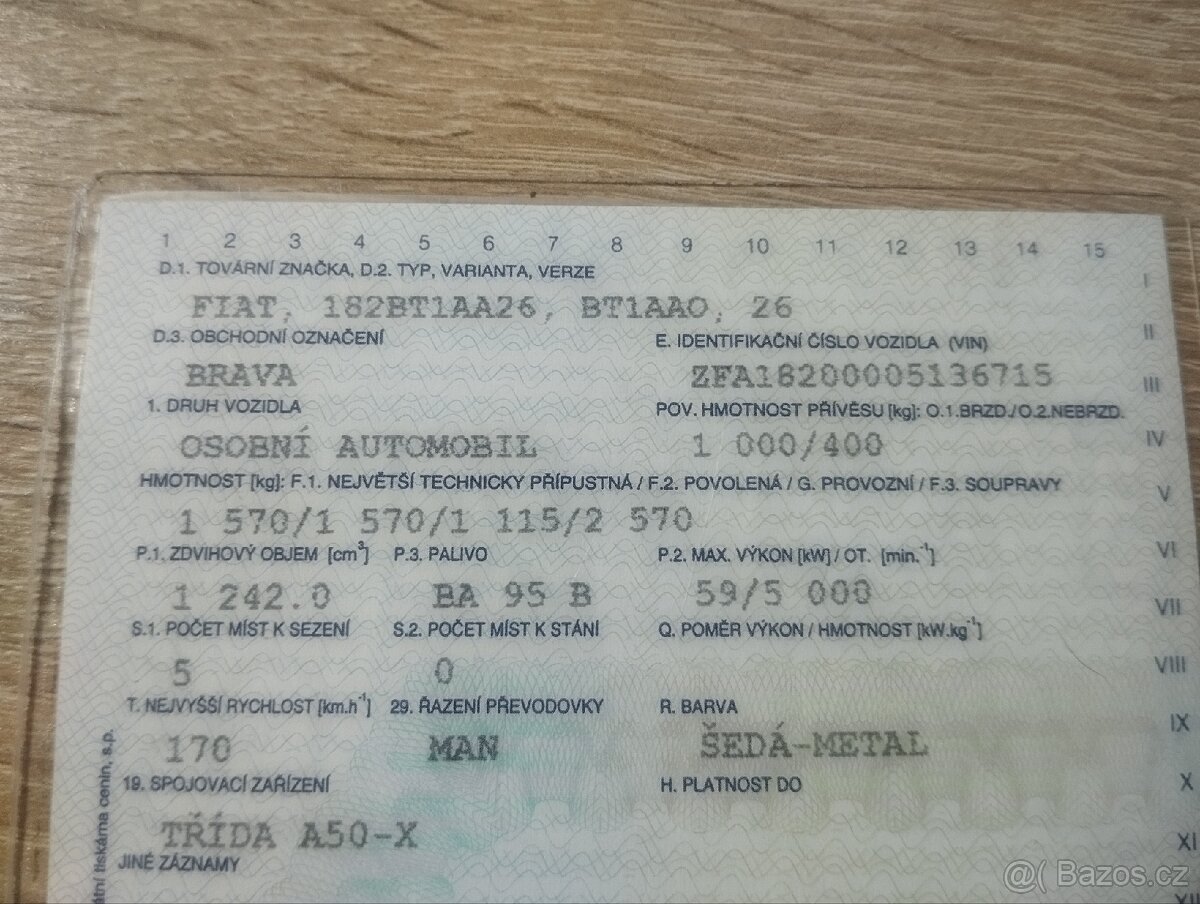 1 2 3 4 5 6 7 8 9 10 11 12 13 14 15
D.1. TOVÁRNÍ ZNAČKA, D.2. TYP, VARIANTA, VERZE
I
FIAT, 182BT1AA26, BT1AAO, 26
D.3. OBCHODNÍ OZNAČENÍ E. IDENTIFIKAČNÍ ČÍSLO VOZIDLA (VIN)
II
BRAVA ZFA18200005136715
III
1. DRUH VOZIDLA POV. HMOTNOST PŘÍVĚSU [kg]: O.1.BRZD./O.2.NEBRZD.
OSOBNÍ AUTOMOBIL 1 000/400
IV
HMOTNOST [kg]: F.1. NEJVĚTŠÍ TECHNICKY PŘÍPUSTNÁ / F.2. POVOLENÁ / G. PROVOZNÍ / F.3. SOUPRAVY
V
1 570/1 570/1 115/2 570
P.1. ZDVIHOVÝ OBJEM [cm³] P.3. PALIVO P.2. MAX. VÝKON [kW] / OT. [min.⁻¹]
VI
1 242.0 BA 95 B 59/5 000
VII
S.1. POČET MÍST K SEZENÍ S.2. POČET MÍST K STÁNÍ Q. POMĚR VÝKON / HMOTNOST [kW.kg⁻¹]
5 0
VIII
T. NEJVYŠŠÍ RYCHLOST [km.h⁻¹] 29. ŘAZENÍ PŘEVODOVKY R. BARVA
IX
170 MAN ŠEDÁ-METAL
19. SPOJOVACÍ ZAŘÍZENÍ H. PLATNOST DO
X
TŘÍDA A50-X
XI
JINÉ ZÁZNAMY
tiskárna cenin, s.p.
@( Bazos.cz